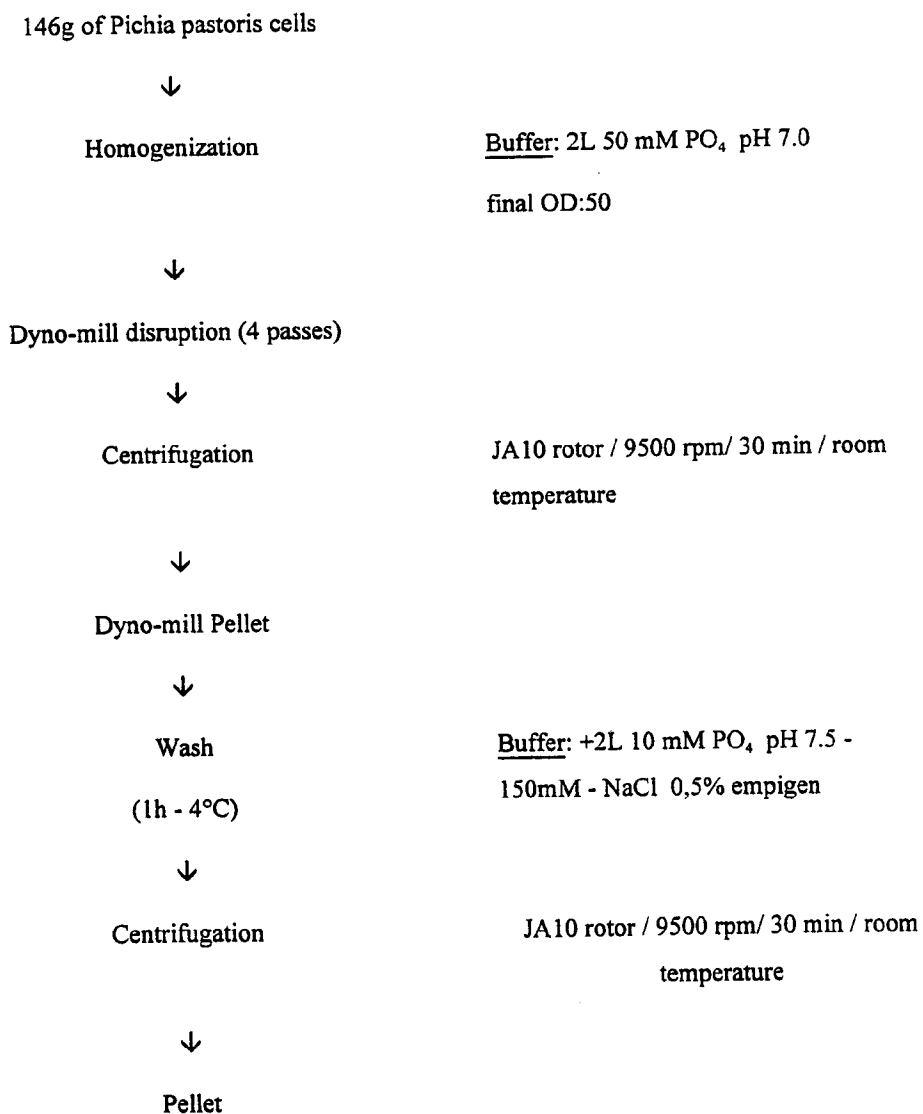 146g of Pichia pastoris cells
↓
Homogenization
Buffer: 2L 50 mM PO₄ pH 7.0
final OD:50
↓
Dyno-mill disruption (4 passes)
↓
Centrifugation
JA10 rotor / 9500 rpm/ 30 min / room
temperature
↓
Dyno-mill Pellet
↓
Wash
(1h - 4°C)
Buffer: +2L 10 mM PO₄ pH 7.5 -
150mM - NaCl 0,5% empigen
↓
Centrifugation
JA10 rotor / 9500 rpm/ 30 min / room
temperature
↓
Pellet